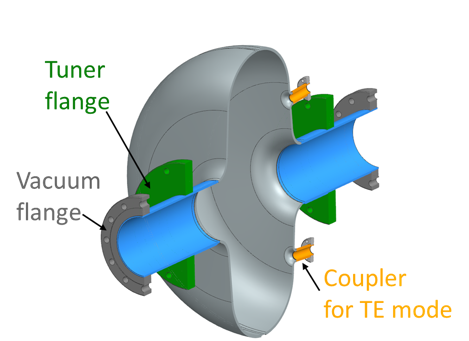 Tuner
flange
Vacuum
flange
Coupler
for TE mode